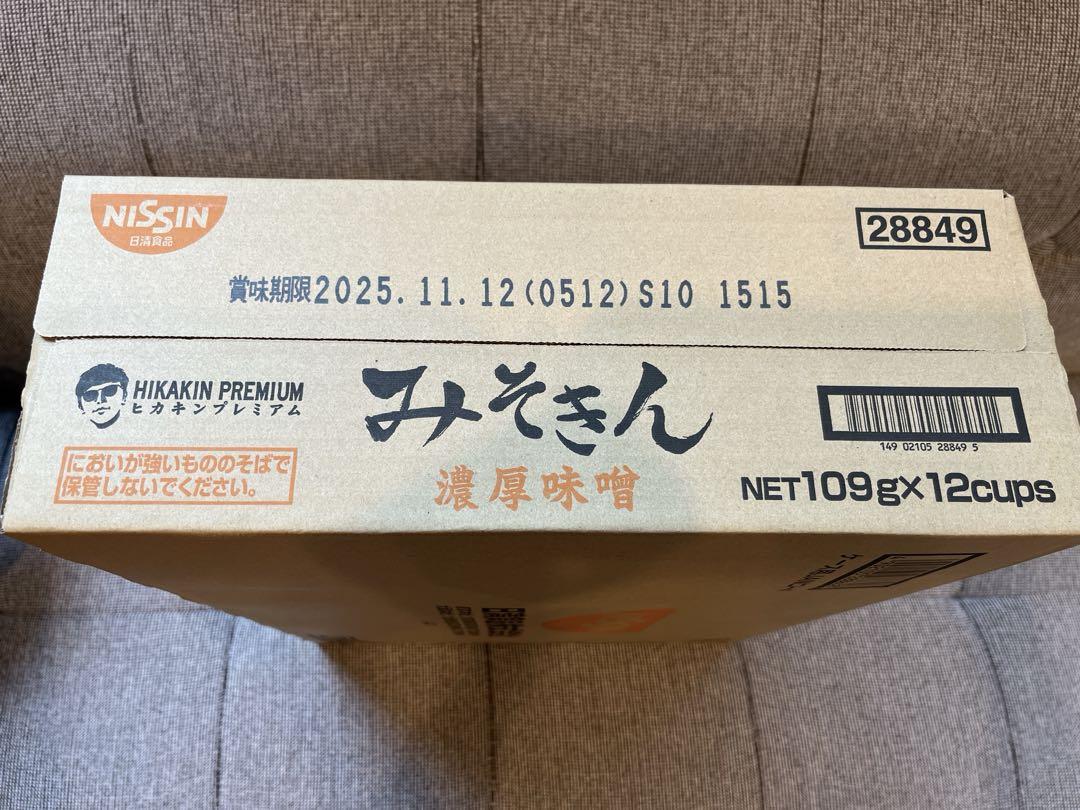 NISSIN
日清食品
28849
賞味期限2025.11.12(0512)S10 1515
HIKAKIN PREMIUM
ヒカキンプレミアム
みそきん
濃厚味噌
においが強いもののそばで
保管しないでください。
149 02105 28849 5
NET109g×12cups